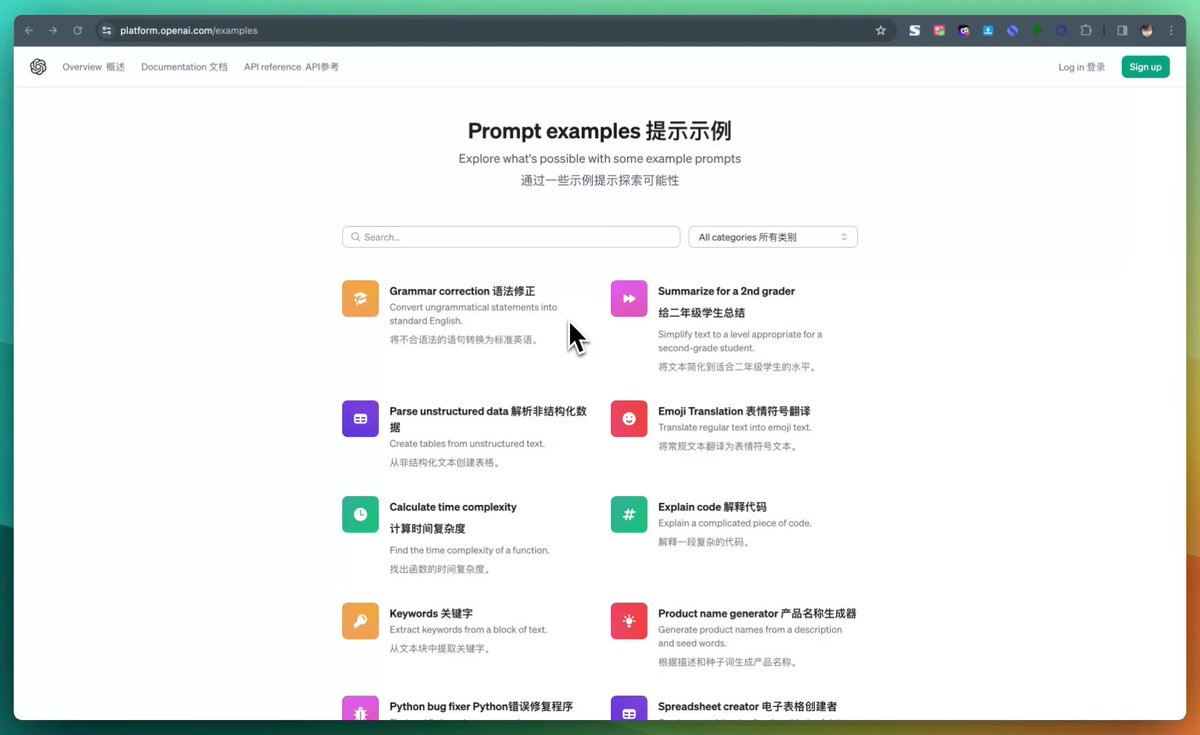 platform.openai.com/examples
Overview 概述
Documentation 文档
API reference API参考
Log in 登录
Sign up
Prompt examples 提示示例
Explore what's possible with some example prompts
通过一些示例提示探索可能性
Search...
All categories 所有类别
Grammar correction 语法修正
Convert ungrammatical statements into
standard English.
将不合语法的语句转换为标准英语。
Summarize for a 2nd grader
给二年级学生总结
Simplify text to a level appropriate for a
second-grade student.
将文本简化到适合二年级学生的水平。
Parse unstructured data 解析非结构化数
据
Create tables from unstructured text.
从非结构化文本创建表格。
Emoji Translation 表情符号翻译
Translate regular text into emoji text.
将常规文本翻译为表情符号文本。
Calculate time complexity
计算时间复杂度
Find the time complexity of a function.
找出函数的时间复杂度。
Explain code 解释代码
Explain a complicated piece of code.
解释一段复杂的代码。
Keywords 关键字
Extract keywords from a block of text.
从文本块中提取关键字。
Product name generator 产品名称生成器
Generate product names from a description
and seed words.
根据描述和种子词生成产品名称。
Python bug fixer Python错误修复程序
Spreadsheet creator 电子表格创建者